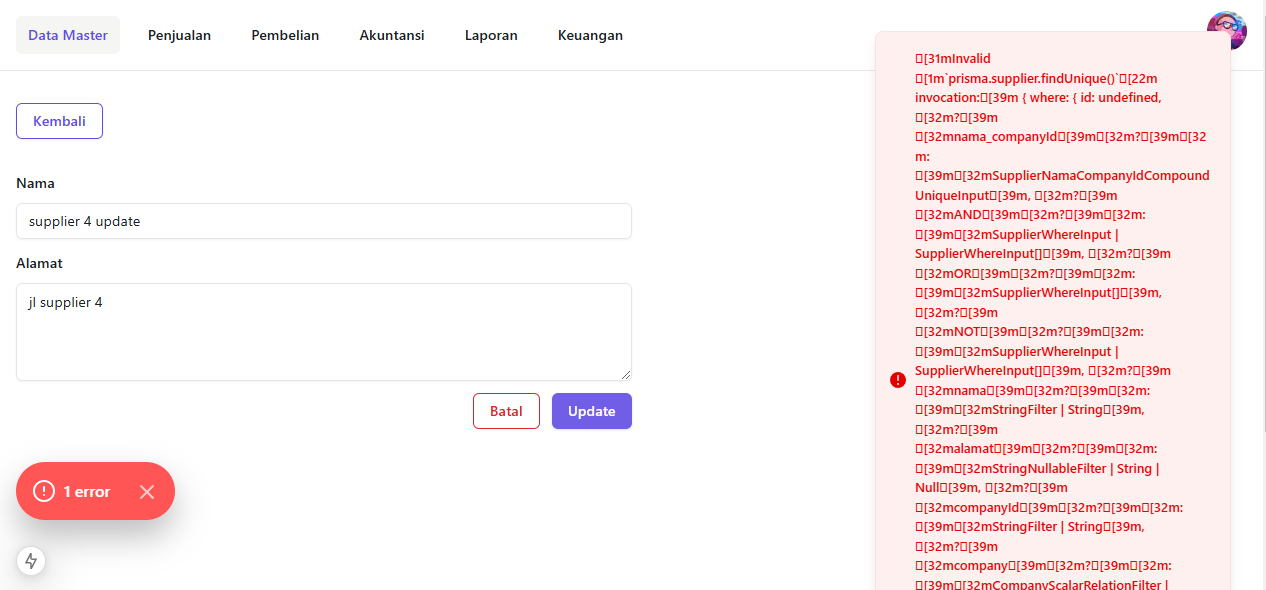 Data Master
Penjualan
Pembelian
Akuntansi
Laporan
Keuangan
Kembali
Nama
supplier 4 update
Alamat
jl supplier 4
Batal
Update
1 error
□[31mInvalid
□[1m`prisma.supplier.findUnique()`□[22m
invocation:□[39m { where: { id: undefined,
□[32m?□[39m
□[32mnama_companyId□[39m□[32m?□[39m□[32
m:
□[39m□[32mSupplierNamaCompanyIdCompound
UniqueInput□[39m, □[32m?□[39m
□[32mAND□[39m□[32m?□[39m□[32m:
□[39m□[32mSupplierWhereInput |
SupplierWhereInput[]□[39m, □[32m?□[39m
□[32mOR□[39m□[32m?□[39m□[32m:
□[39m□[32mSupplierWhereInput[]□[39m,
□[32m?□[39m
□[32mNOT□[39m□[32m?□[39m□[32m:
□[39m□[32mSupplierWhereInput |
SupplierWhereInput[]□[39m, □[32m?□[39m
□[32mnama□[39m□[32m?□[39m□[32m:
□[39m□[32mStringFilter | String□[39m,
□[32m?□[39m
□[32malamat□[39m□[32m?□[39m□[32m:
□[39m□[32mStringNullableFilter | String |
Null□[39m, □[32m?□[39m
□[32mcompanyId□[39m□[32m?□[39m□[32m:
□[39m□[32mStringFilter | String□[39m,
□[32m?□[39m
□[32mcompany□[39m□[32m?□[39m□[32m:
□[39m□[32mCompanyScalarRelationFilter |